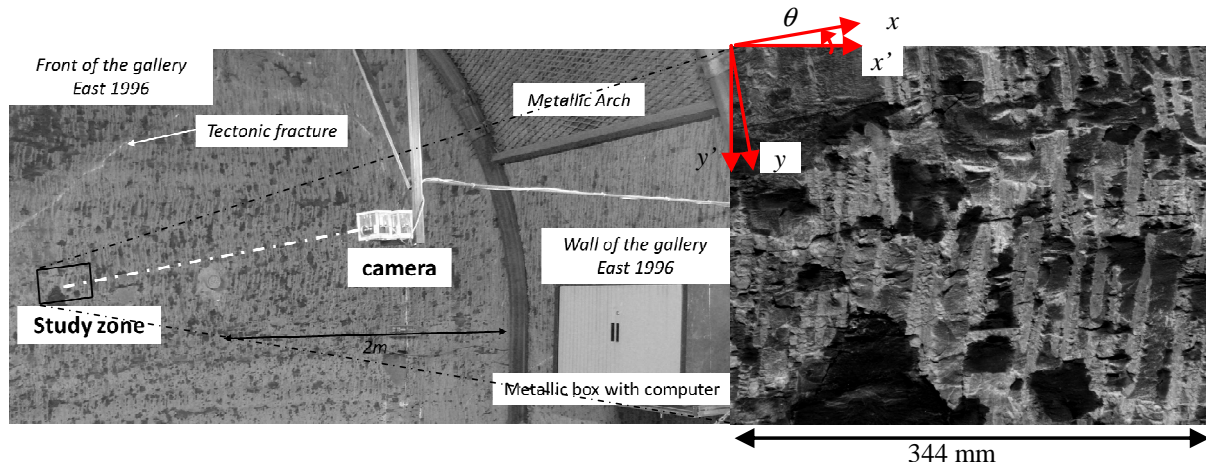 Front of the gallery
East 1996
Tectonic fracture
Metallic Arch
camera
Wall of the gallery
East 1996
Study zone
2m
Metallic box with computer
θ
x
x'
y'
y
344 mm